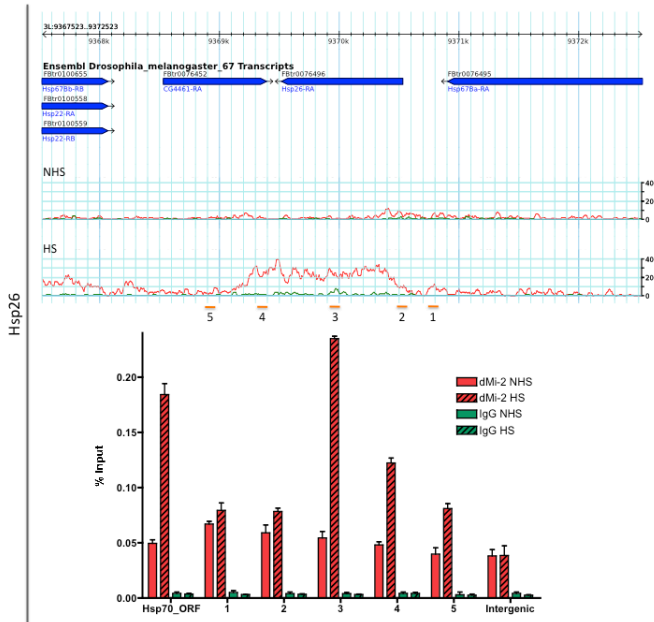 3L:9367523..9372523
9368k 9369k 9370k 9371k 9372k
Ensembl Drosophila_melanogaster_67 Transcripts
FBtr0100655 FBtr0076452 FBtr0076496 FBtr0076495
Hsp67Bb-RB CG4461-RA Hsp26-RA Hsp67Ba-RA
FBtr0100558
Hsp22-RA
FBtr0100559
Hsp22-RB
NHS
40
20
0
HS
40
20
0
5 4 3 2 1
Hsp26
dMi-2 NHS
dMi-2 HS
IgG NHS
IgG HS
% Input
0.20
0.15
0.10
0.05
0.00
Hsp70_ORF 1 2 3 4 5 Intergenic